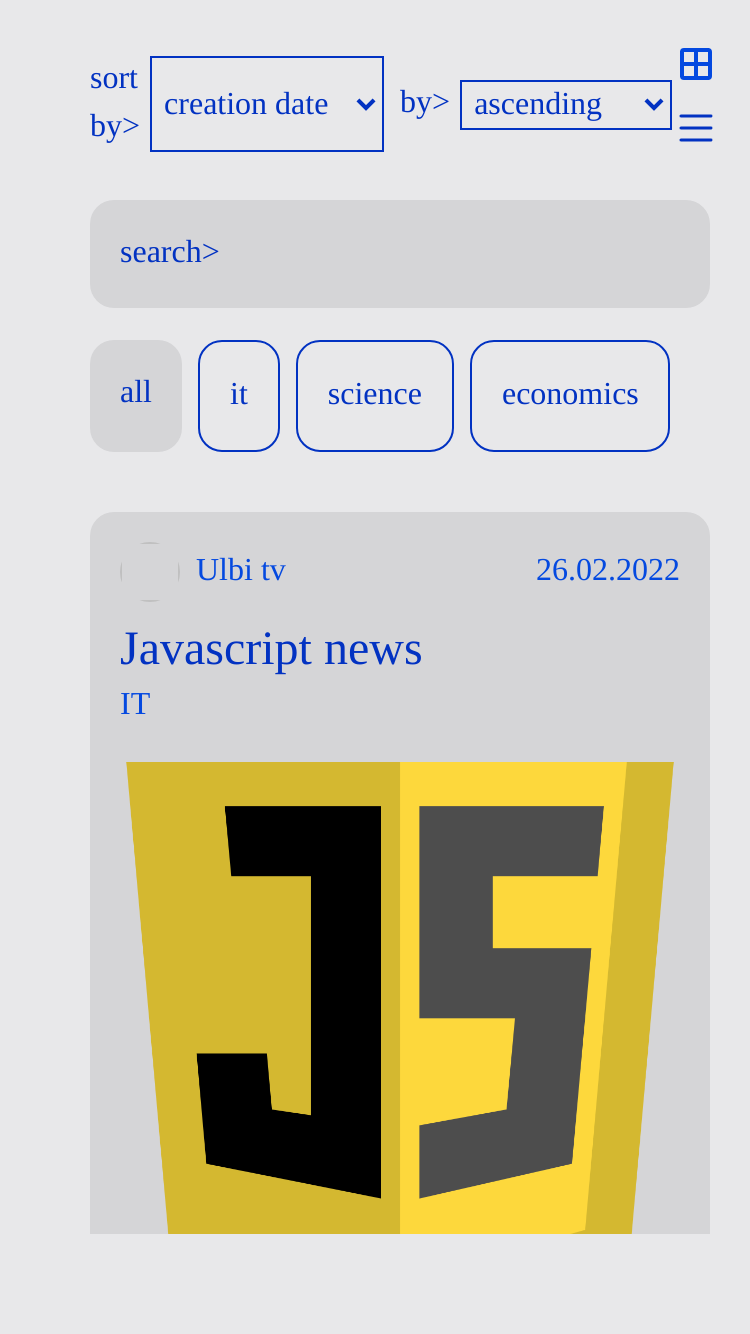 sort by> creation date by> ascending
search>
all it science economics
Ulbi tv 26.02.2022
Javascript news
IT
JS